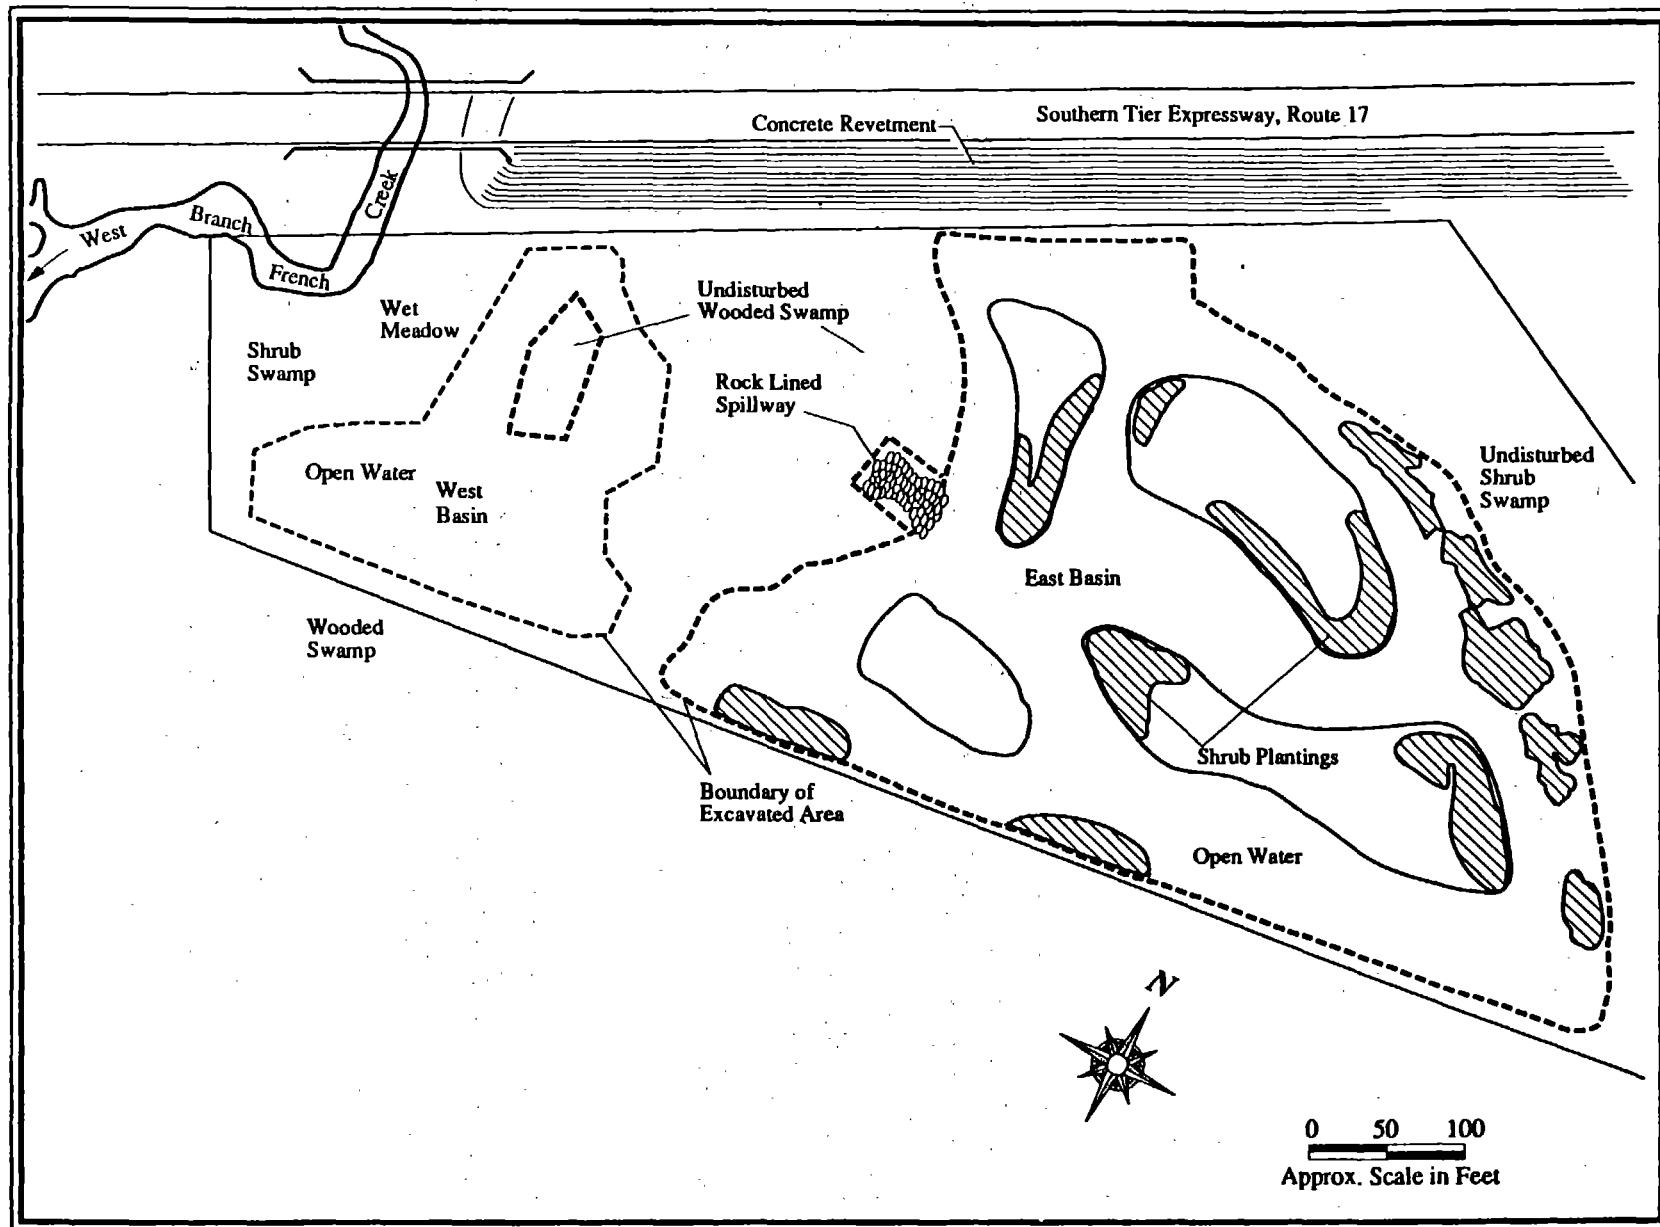 Southern Tier Expressway, Route 17
Concrete Revetment
Creek
Branch
West
French
Wet
Meadow
Undisturbed
Wooded Swamp
Shrub
Swamp
Rock Lined
Spillway
Undisturbed
Shrub
Swamp
Open Water
West
Basin
East Basin
Wooded
Swamp
Shrub Plantings
Boundary of
Excavated Area
Open Water
N
0 50 100
Approx. Scale in Feet